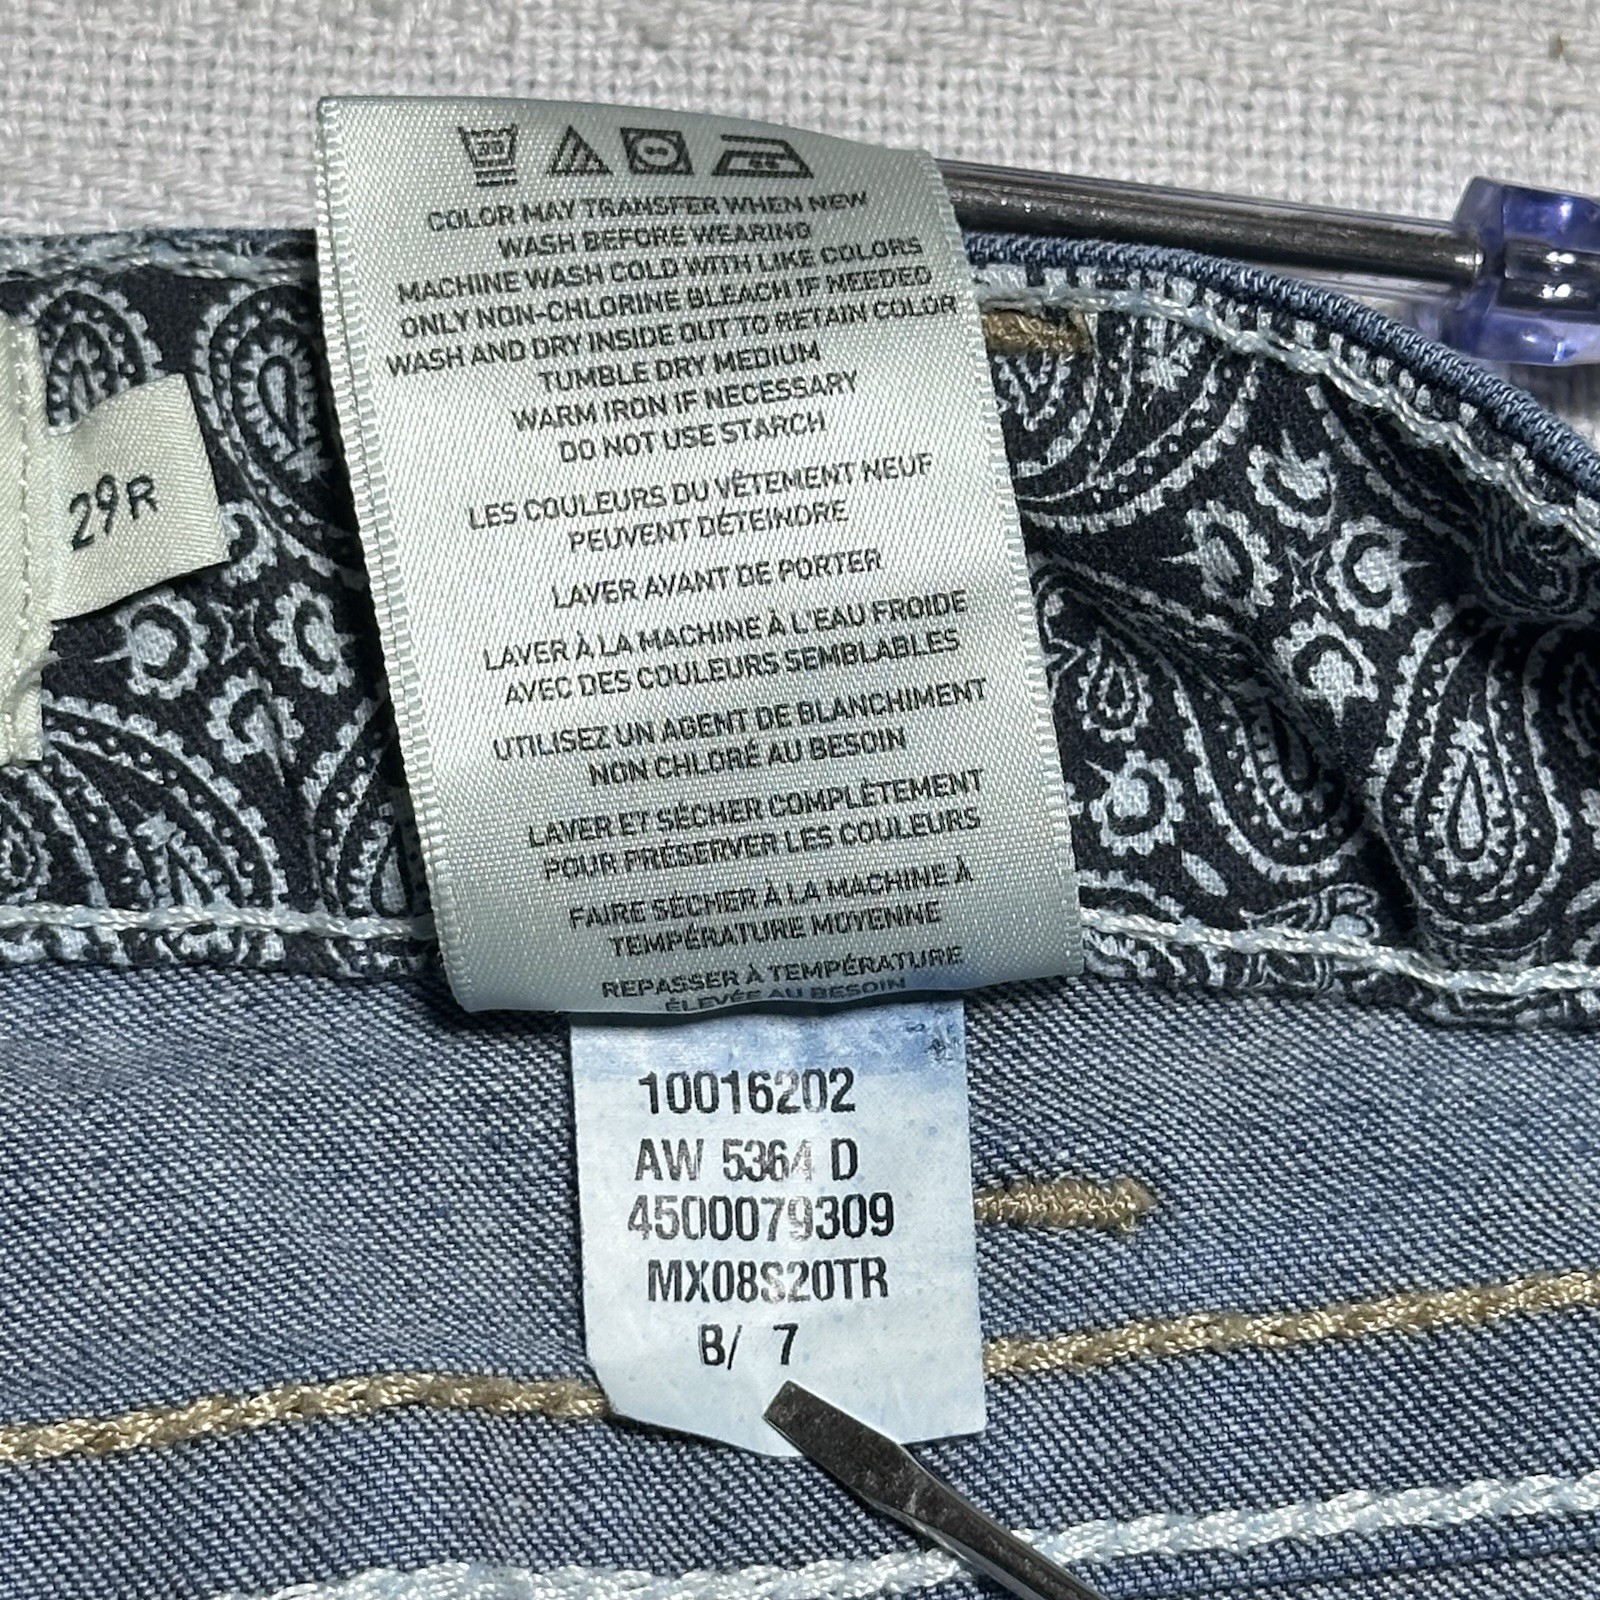 30
COLOR MAY TRANSFER WHEN NEW
WASH BEFORE WEARING
MACHINE WASH COLD WITH LIKE COLORS
ONLY NON-CHLORINE BLEACH IF NEEDED
WASH AND DRY INSIDE OUT TO RETAIN COLOR
TUMBLE DRY MEDIUM
WARM IRON IF NECESSARY
DO NOT USE STARCH
LES COULEURS DU VÊTEMENT NEUF
PEUVENT DÉTEINDRE
LAVER AVANT DE PORTER
LAVER À LA MACHINE À L'EAU FROIDE
AVEC DES COULEURS SEMBLABLES
UTILISEZ UN AGENT DE BLANCHIMENT
NON CHLORÉ AU BESOIN
LAVER ET SÉCHER COMPLÈTEMENT
POUR PRÉSERVER LES COULEURS
FAIRE SÉCHER À LA MACHINE À
TEMPÉRATURE MOYENNE
REPASSER À TEMPÉRATURE
ÉLEVÉE AU BESOIN
29R
10016202
AW 5364 D
4500079309
MX08S20TR
B/ 7